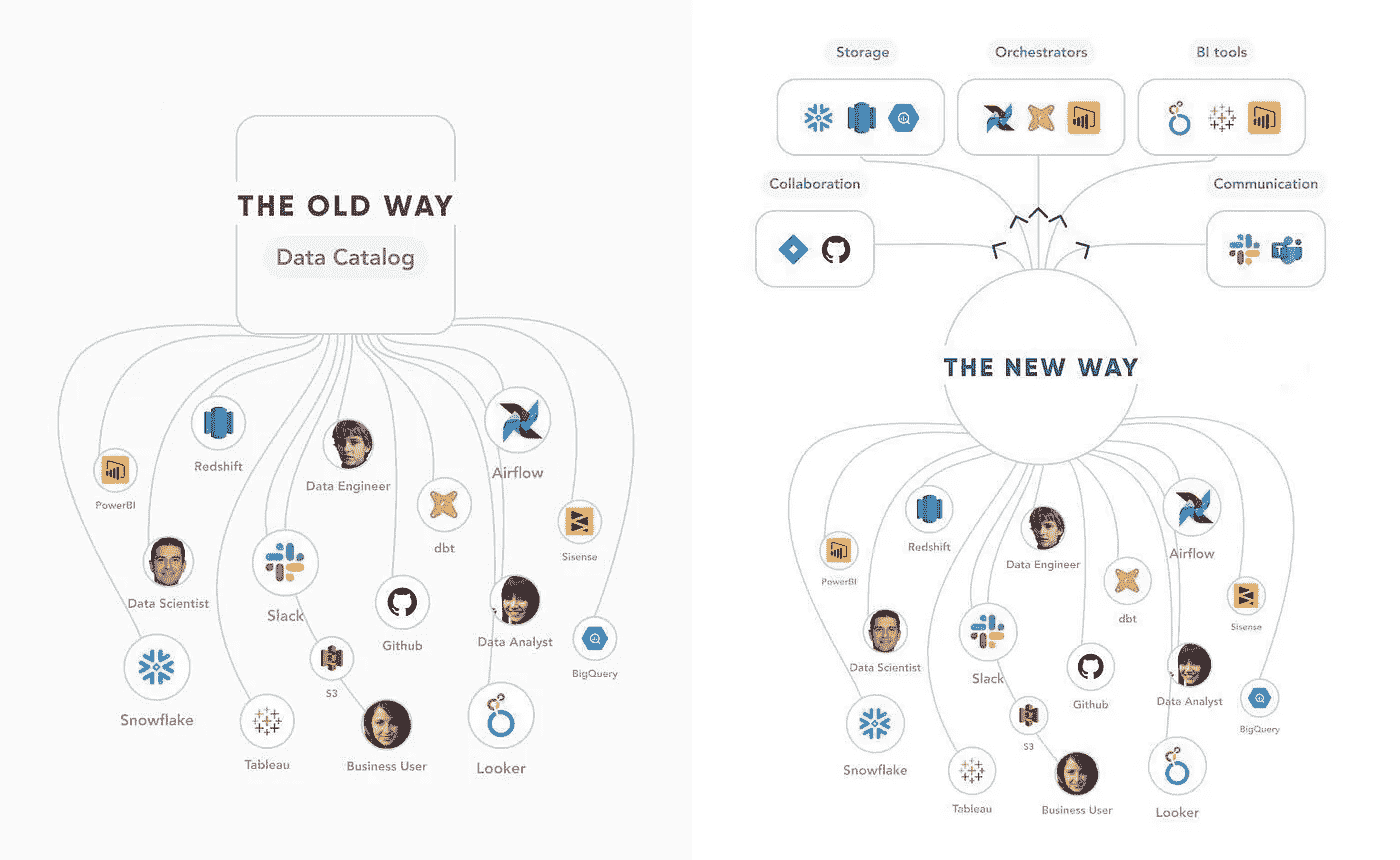 THE OLD WAY
Data Catalog
Redshift
Data Engineer
Airflow
PowerBI
dbt
Sisense
Data Scientist
Slack
Github
Data Analyst
BigQuery
S3
Snowflake
Tableau
Business User
Looker
Storage
Orchestrators
BI tools
Collaboration
Communication
THE NEW WAY
Redshift
Data Engineer
Airflow
PowerBI
dbt
Sisense
Data Scientist
Slack
Github
Data Analyst
BigQuery
S3
Snowflake
Tableau
Business User
Looker